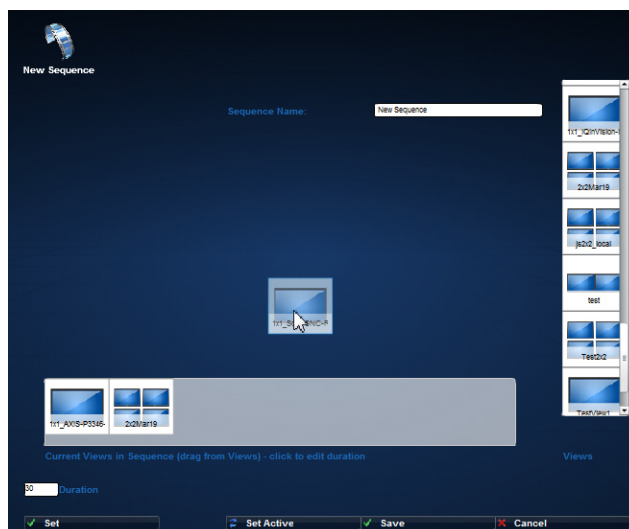 New Sequence
Sequence Name:
New Sequence
1x1_IQinVision-
2x2Mar19
js2x2_local
test
Test2x2
TestView1
1x1_AXIS-P3346-
2x2Mar19
Current Views in Sequence (drag from Views) - click to edit duration
Views
30
Duration
Set
Set Active
Save
Cancel